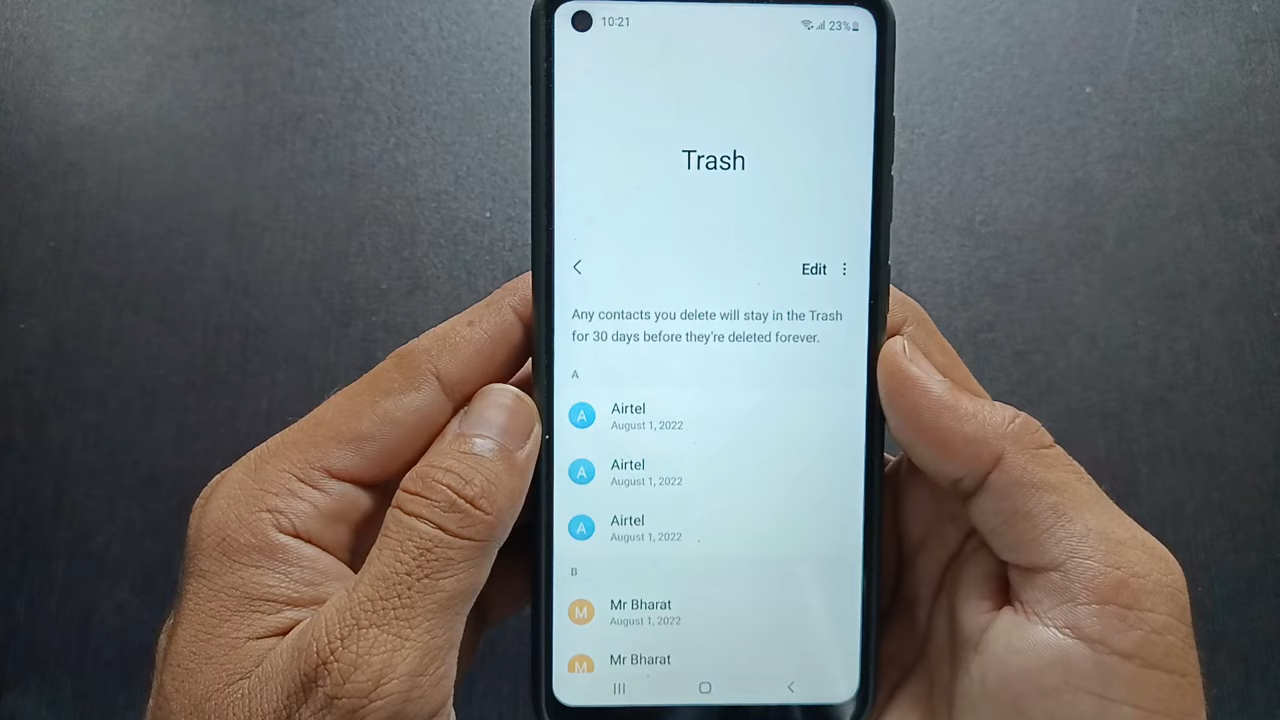 10:21
23%
Trash
Edit
Any contacts you delete will stay in the Trash
for 30 days before they're deleted forever.
A
A
Airtel
August 1, 2022
A
Airtel
August 1, 2022
A
Airtel
August 1, 2022
B
M
Mr Bharat
August 1, 2022
M
Mr Bharat